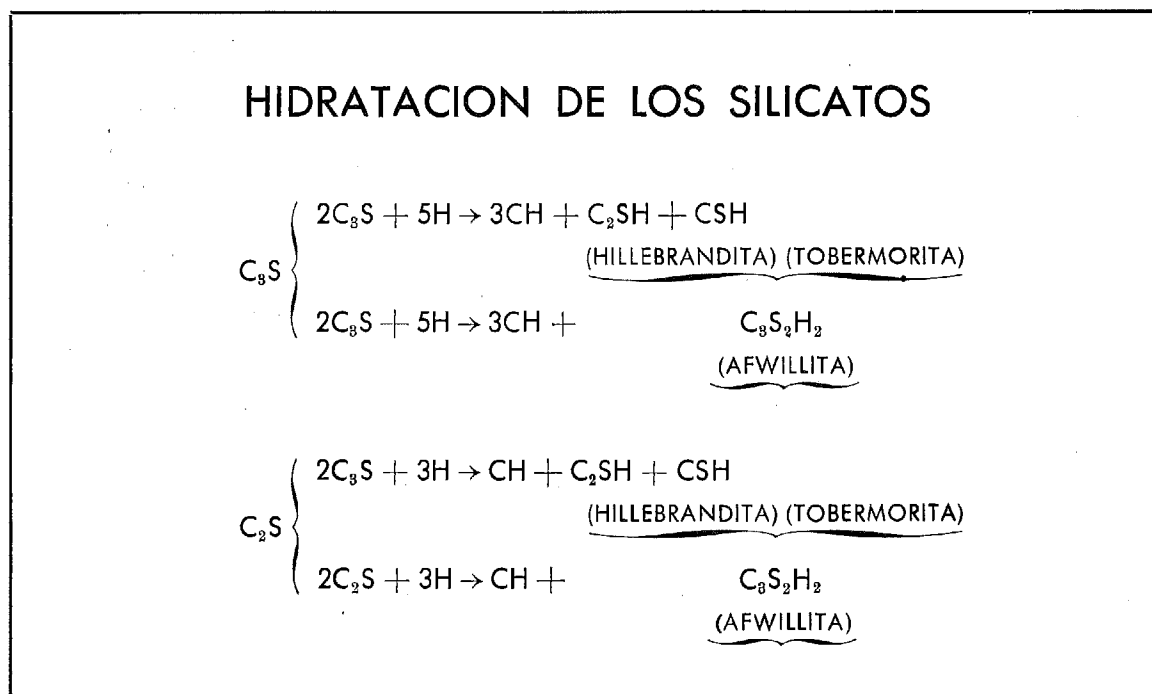 HIDRATACION DE LOS SILICATOS
C₃S
2C₃S + 5H → 3CH + C₂SH + CSH
(HILLEBRANDITA) (TOBERMORITA)
2C₃S + 5H → 3CH + C₃S₂H₂
(AFWILLITA)
C₂S
2C₃S + 3H → CH + C₂SH + CSH
(HILLEBRANDITA) (TOBERMORITA)
2C₂S + 3H → CH + C₃S₂H₂
(AFWILLITA)